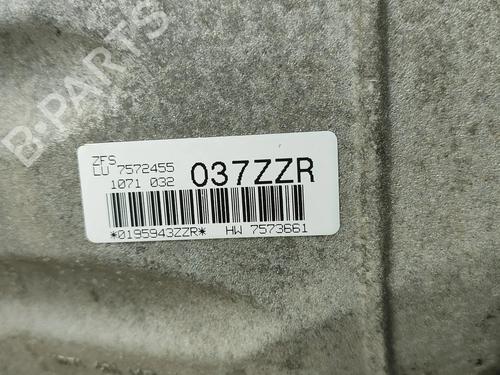 B-PARTS
ZFS
LU 7572455
1071 032
037ZZR
*0195943ZZR* HW 7573661